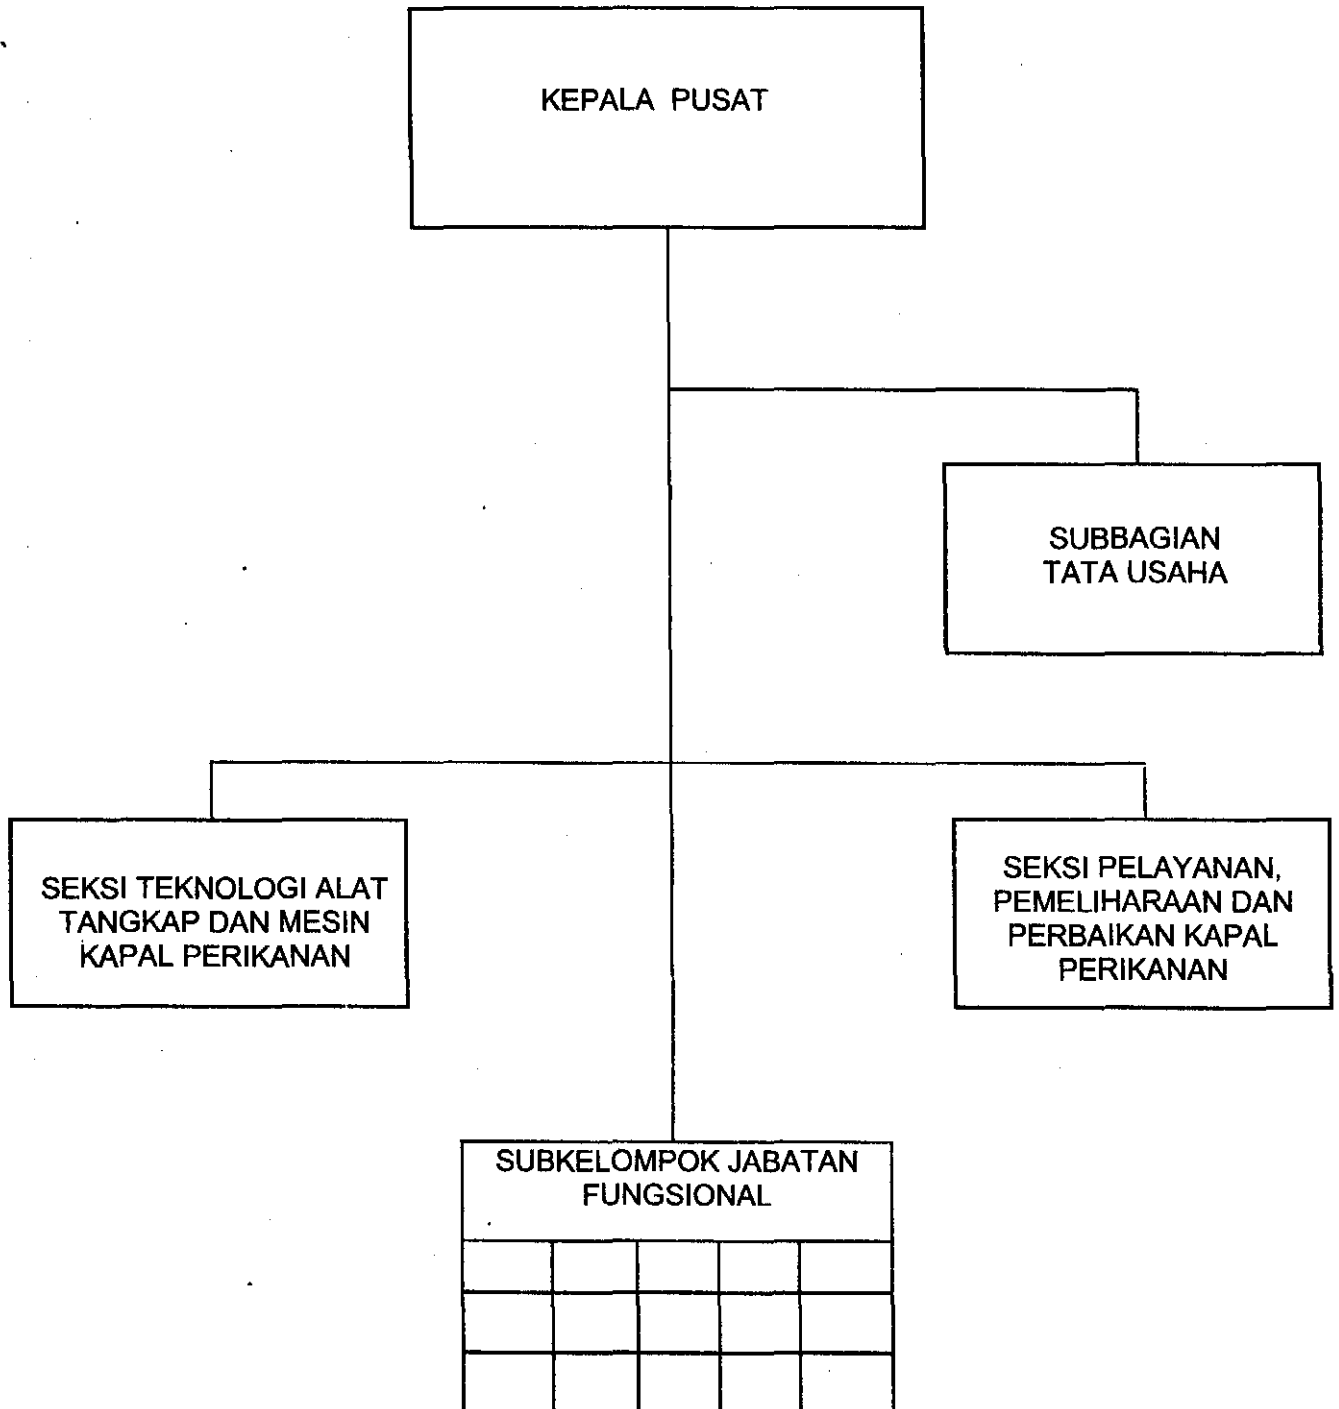 KEPALA PUSAT
SUBBAGIAN
TATA USAHA
SEKSI TEKNOLOGI ALAT
TANGKAP DAN MESIN
KAPAL PERIKANAN
SEKSI PELAYANAN,
PEMELIHARAAN DAN
PERBAIKAN KAPAL
PERIKANAN
SUBKELOMPOK JABATAN
FUNGSIONAL